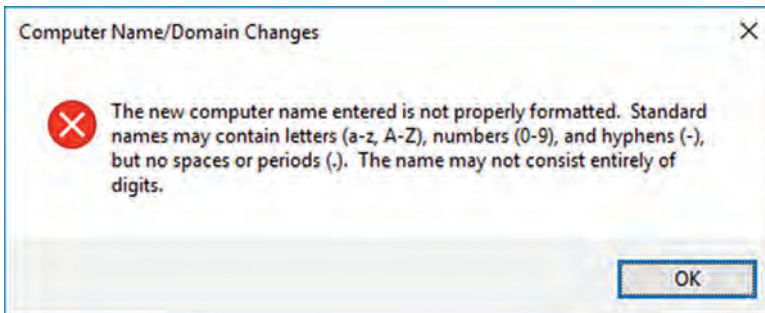 Computer Name/Domain Changes
The new computer name entered is not properly formatted. Standard
names may contain letters (a-z, A-Z), numbers (0-9), and hyphens (-),
but no spaces or periods (.). The name may not consist entirely of
digits.
OK